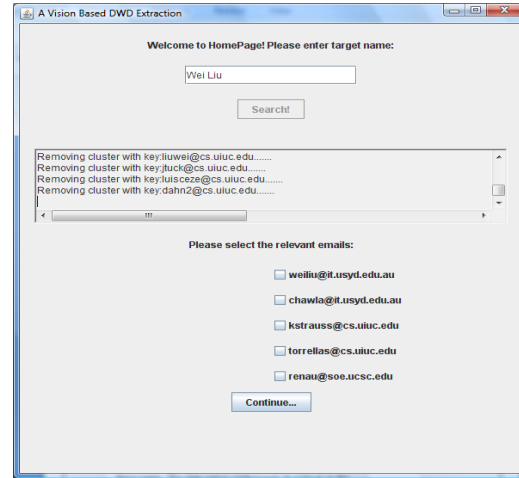 A Vision Based DWD Extraction
Welcome to HomePage! Please enter target name:
Wei Liu
Search!
Removing cluster with key:liuwei@cs.uiuc.edu.......
Removing cluster with key:jtuck@cs.uiuc.edu.......
Removing cluster with key:luisceze@cs.uiuc.edu.......
Removing cluster with key:dahn2@cs.uiuc.edu.......
Please select the relevant emails:
weiliu@it.usyd.edu.au
chawla@it.usyd.edu.au
kstrauss@cs.uiuc.edu
torrellas@cs.uiuc.edu
renau@soe.ucsc.edu
Continue...